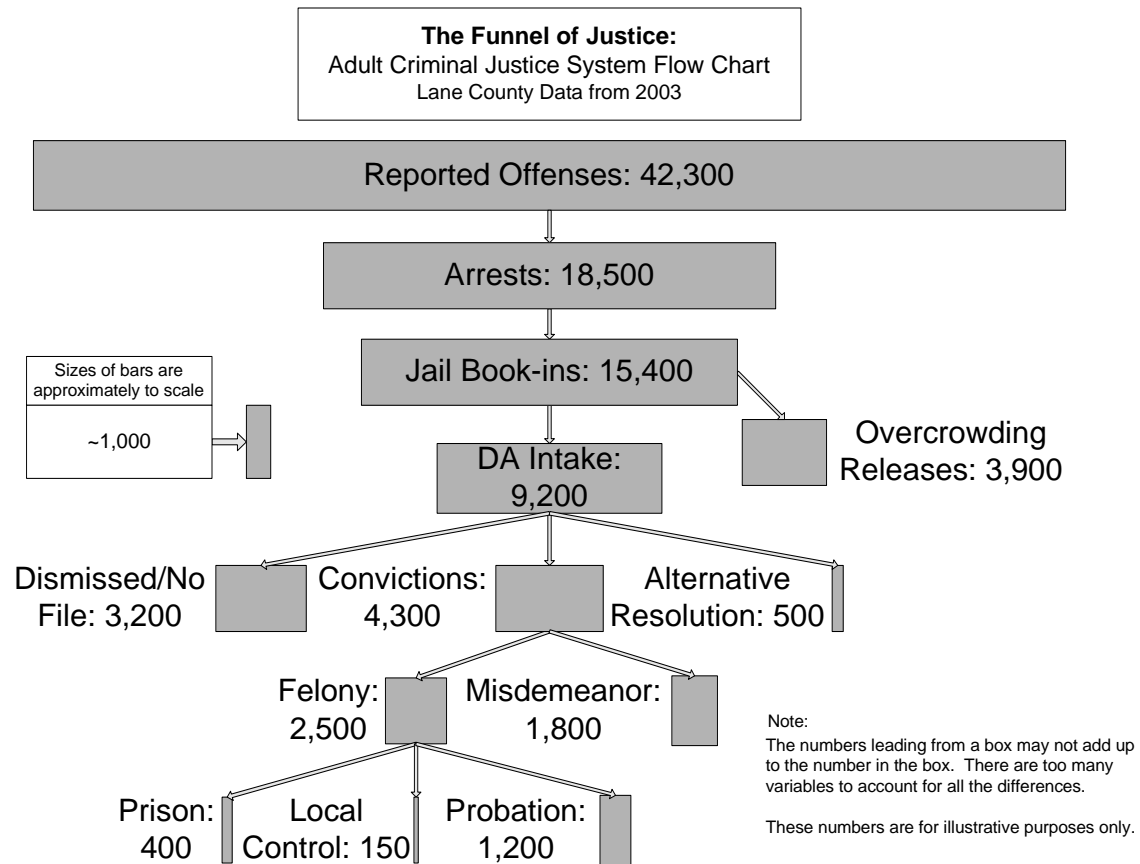 The Funnel of Justice:
Adult Criminal Justice System Flow Chart
Lane County Data from 2003
Reported Offenses: 42,300
Arrests: 18,500
Jail Book-ins: 15,400
Sizes of bars are
approximately to scale
~1,000
Overcrowding
Releases: 3,900
DA Intake:
9,200
Dismissed/No
File: 3,200
Convictions:
4,300
Alternative
Resolution: 500
Felony:
2,500
Misdemeanor:
1,800
Prison:
400
Local
Control: 150
Probation:
1,200
Note:
The numbers leading from a box may not add up
to the number in the box. There are too many
variables to account for all the differences.
These numbers are for illustrative purposes only.